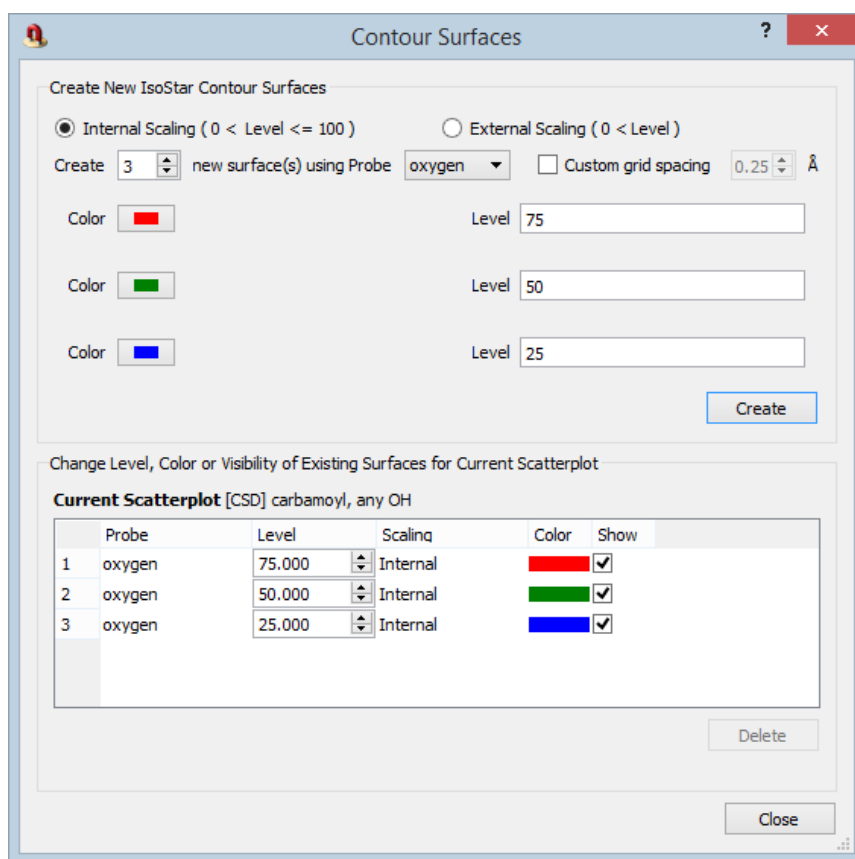 Contour Surfaces
?
Create New IsoStar Contour Surfaces
Internal Scaling ( 0 < Level <= 100 ) External Scaling ( 0 < Level )
Create 3 new surface(s) using Probe oxygen Custom grid spacing 0.25 Å
Color Level 75
Color Level 50
Color Level 25
Create
Change Level, Color or Visibility of Existing Surfaces for Current Scatterplot
Current Scatterplot [CSD] carbamoyl, any OH
Probe Level Scaling Color Show
1 oxygen 75.000 Internal
2 oxygen 50.000 Internal
3 oxygen 25.000 Internal
Delete
Close